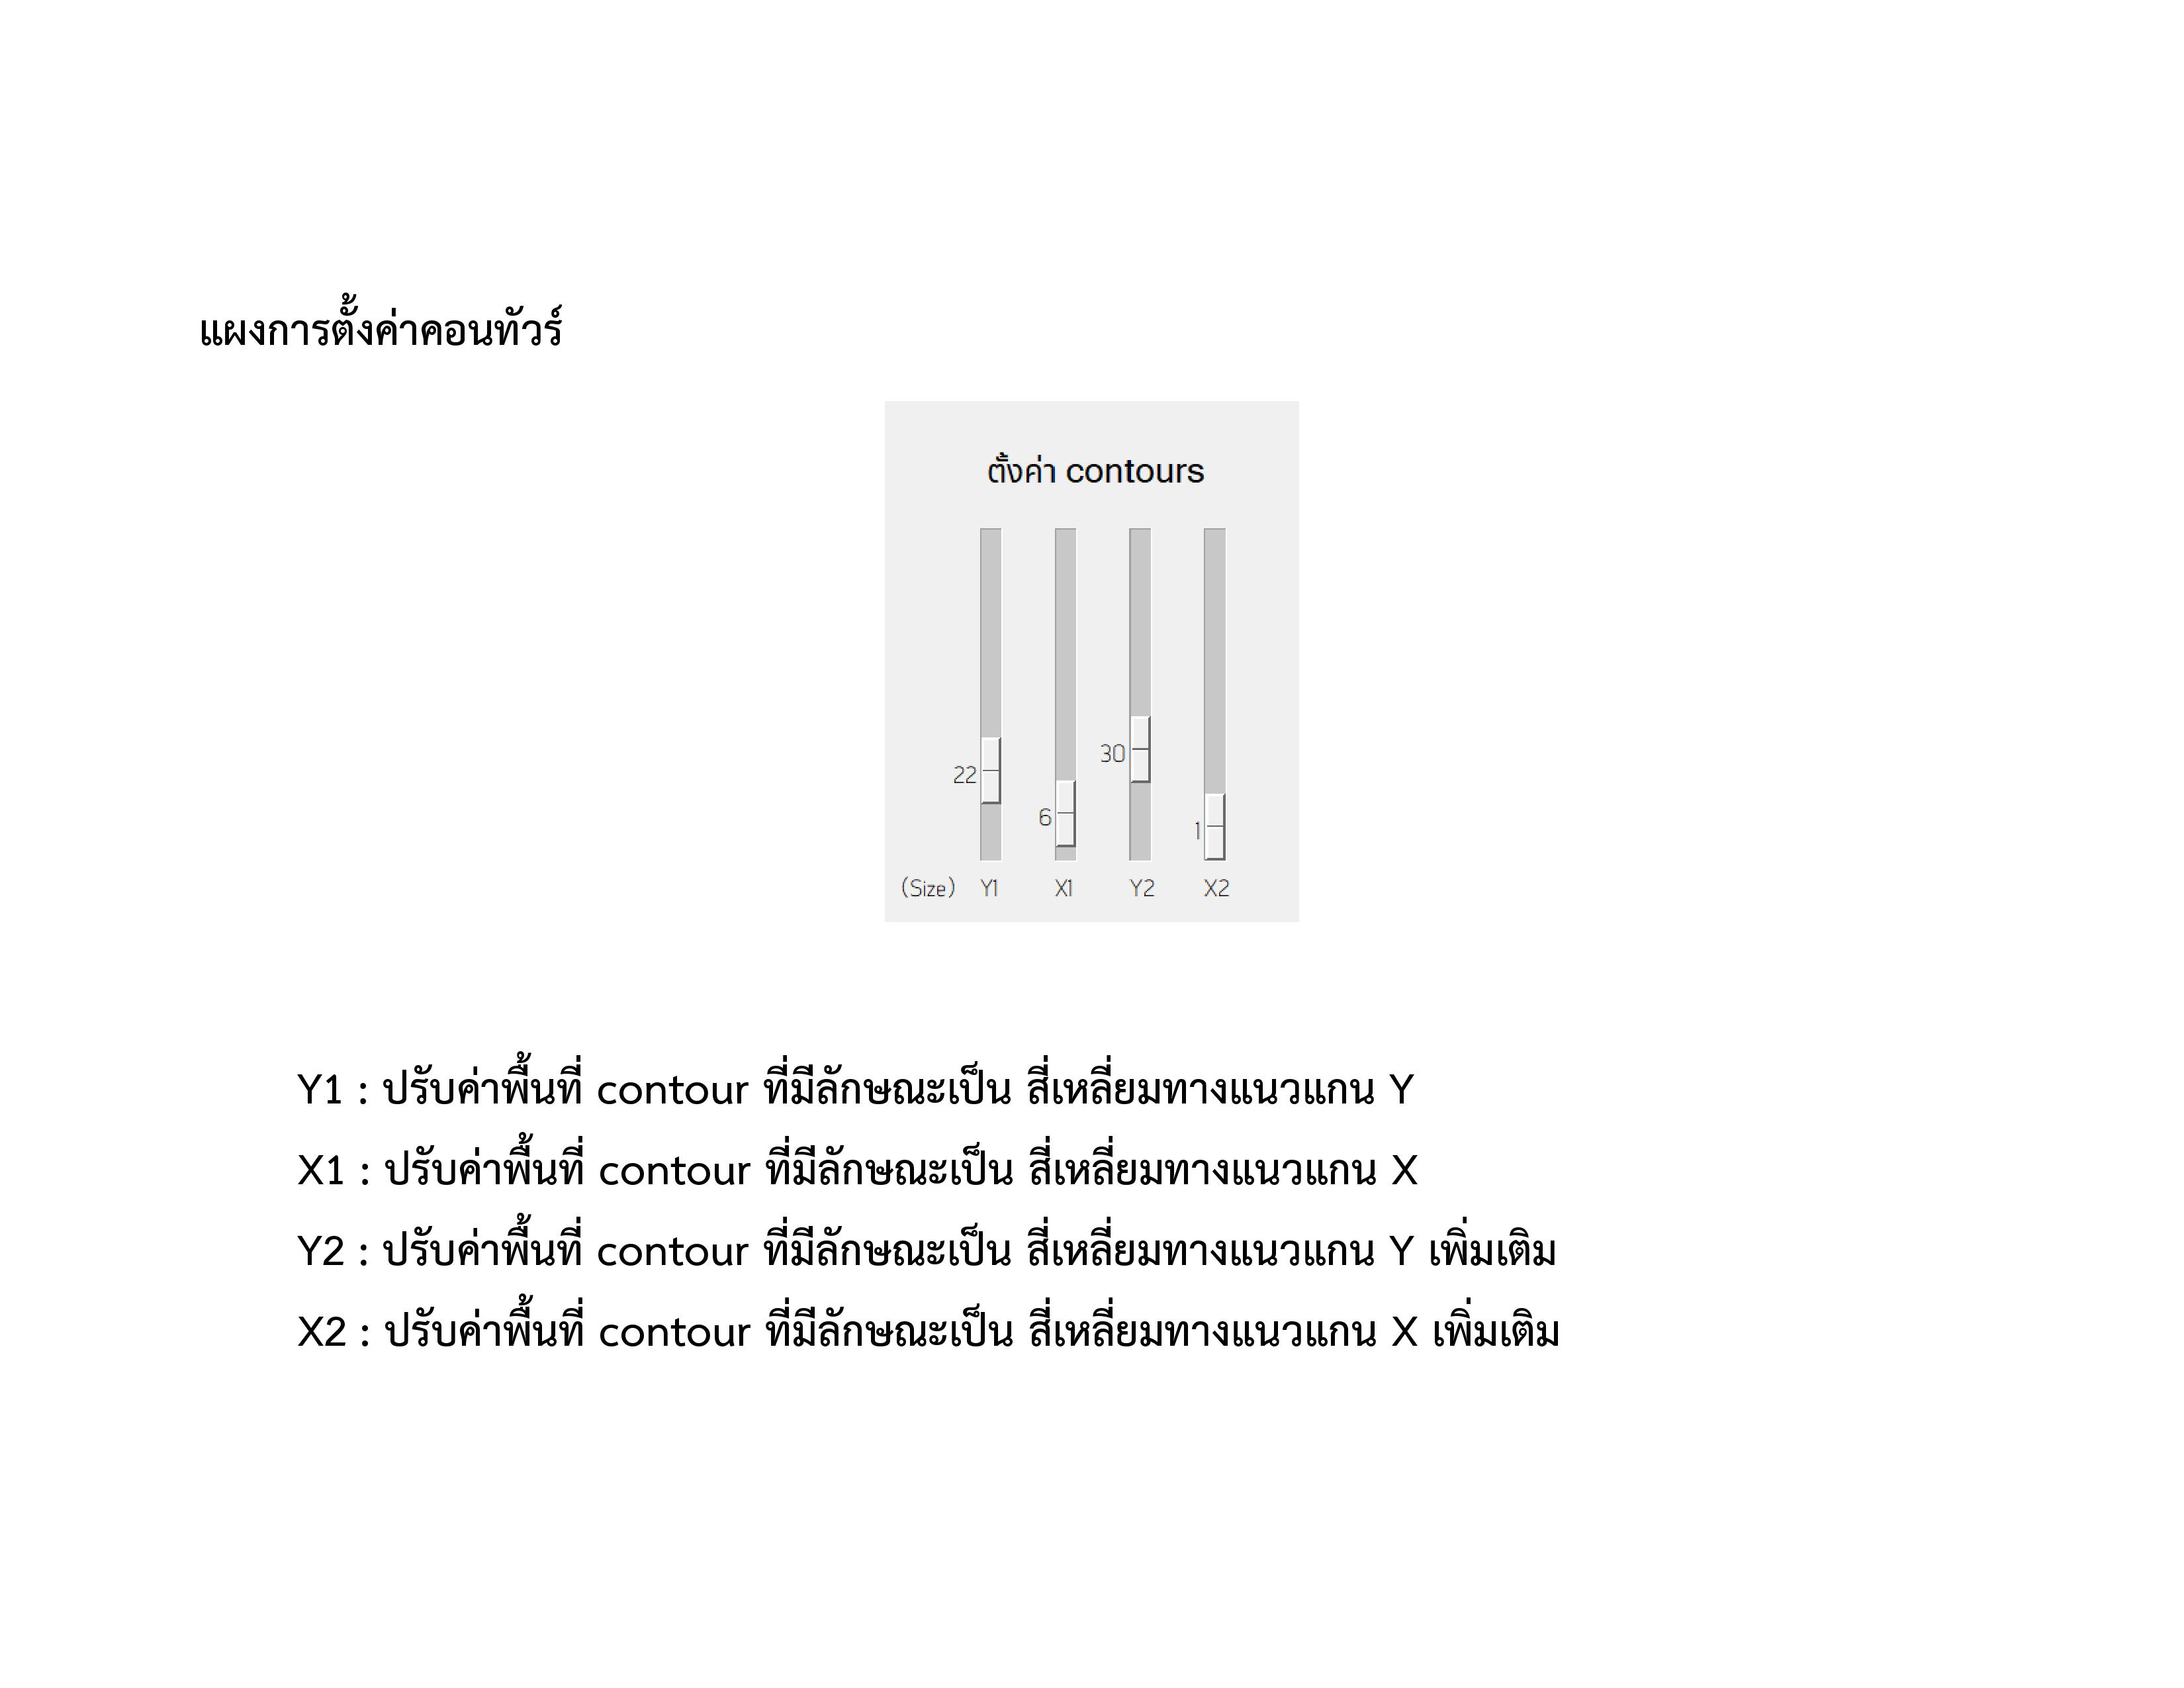 แผงการตั้งค่าคอนทัวร์
ตั้งค่า contours
30
22
6
1
(Size) Y1 X1 Y2 X2
Y1 : ปรับค่าพื้นที่ contour ที่มีลักษณะเป็น สี่เหลี่ยมทางแนวแกน Y
X1 : ปรับค่าพื้นที่ contour ที่มีลักษณะเป็น สี่เหลี่ยมทางแนวแกน X
Y2 : ปรับค่าพื้นที่ contour ที่มีลักษณะเป็น สี่เหลี่ยมทางแนวแกน Y เพิ่มเติม
X2 : ปรับค่าพื้นที่ contour ที่มีลักษณะเป็น สี่เหลี่ยมทางแนวแกน X เพิ่มเติม